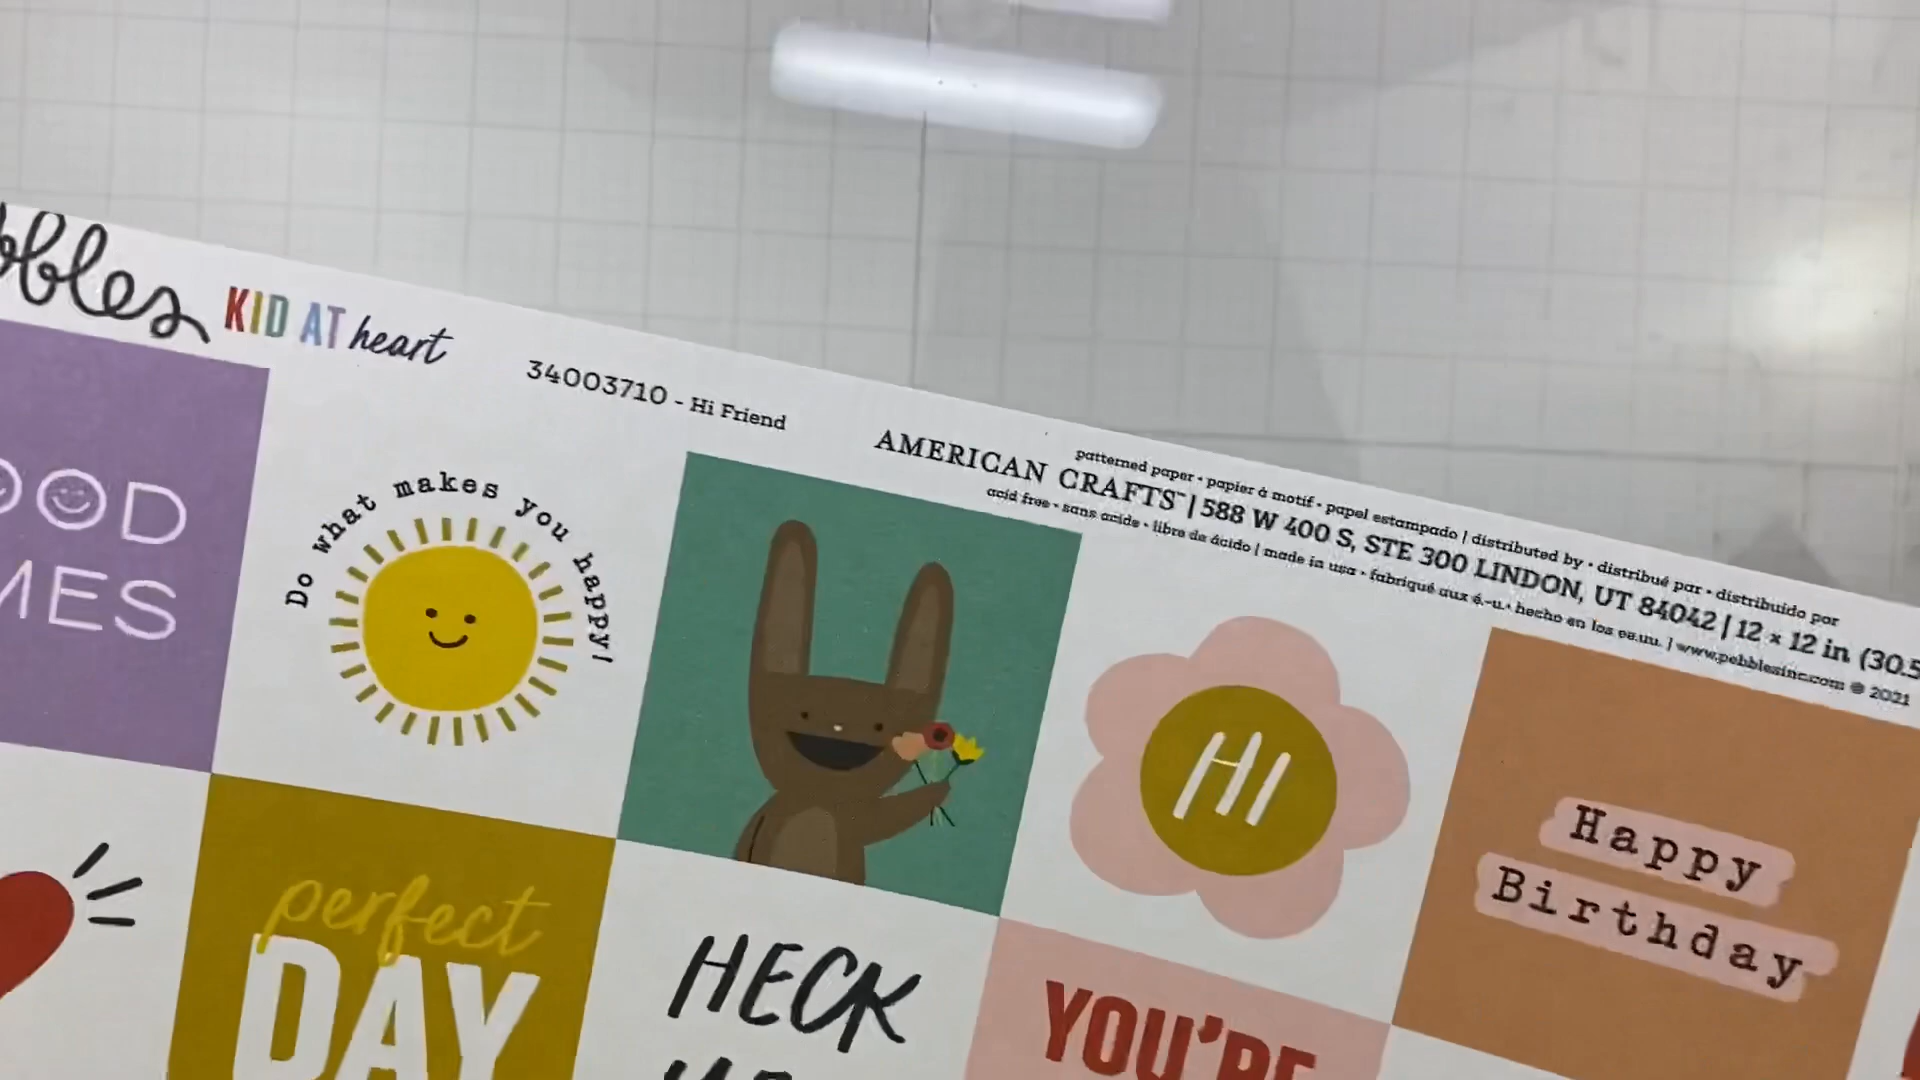 KID AT heart
34003710 - Hi Friend
patterned paper • papier à motif • papel estampado | distributed by • distribué par • distribuido por
AMERICAN CRAFTS™ | 588 W 400 S, STE 300 LINDON, UT 84042 | 12 x 12 in (30.5
acid free • sans acide • libre de ácido | made in usa • fabriqué aux é.-u. • hecho en los ee.uu. | www.pebblesinc.com © 2021
OOD
MES
Do what makes you happy!
HI
Happy
Birthday
perfect
DAY
HECK
YOU'RE